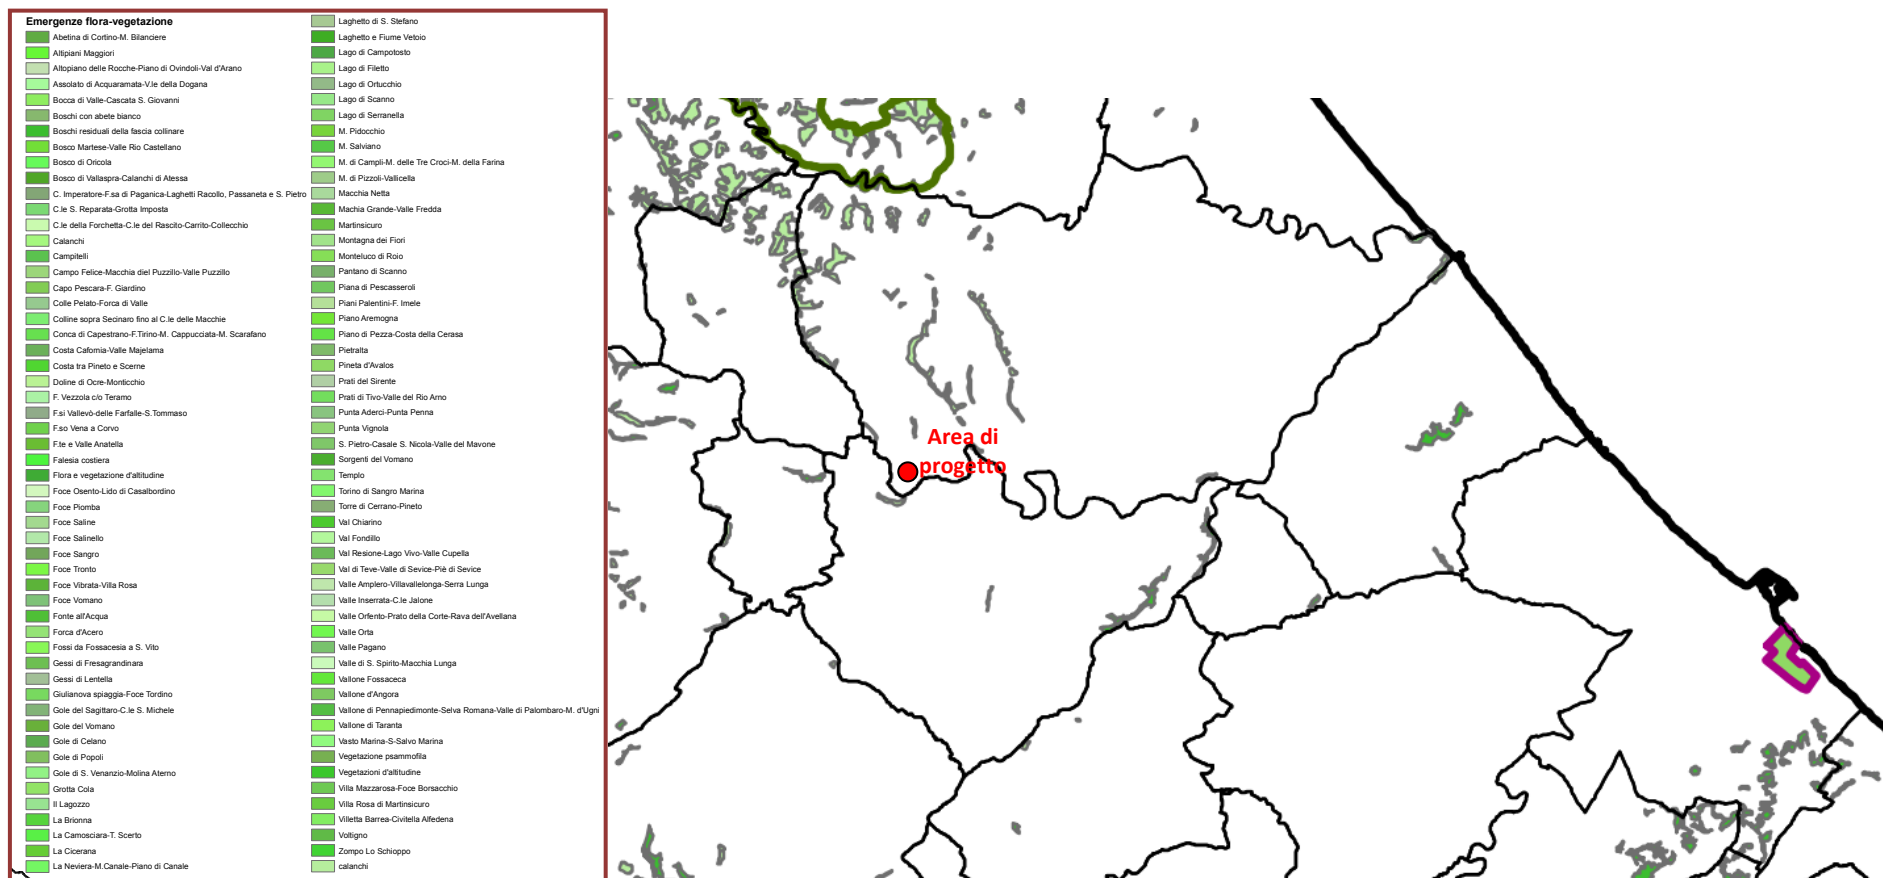 Emergenze flora-vegetazione
Abetina di Cortino-M. Bilanciere
Altipiani Maggiori
Altopiano delle Rocche-Piano di Ovindoli-Val d'Arano
Assolato di Acquaramata-V.le della Dogana
Bocca di Valle-Cascata S. Giovanni
Boschi con abete bianco
Boschi residuali della fascia collinare
Bosco Martese-Valle Rio Castellano
Bosco di Oricola
Bosco di Vallaspra-Calanchi di Atessa
C. Imperatore-F.sa di Paganica-Laghetti Racollo, Passaneta e S. Pietro
C.le S. Reparata-Grotta Imposta
C.le della Forchetta-C.le del Rascito-Carrito-Collecchio
Calanchi
Campitelli
Campo Felice-Macchia diel Puzzillo-Valle Puzzillo
Capo Pescara-F. Giardino
Colle Pelato-Forca di Valle
Colline sopra Secinaro fino al C.le delle Macchie
Conca di Capestrano-F.Tirino-M. Cappucciata-M. Scarafano
Costa Cafornia-Valle Majelama
Costa tra Pineto e Scerne
Doline di Ocre-Monticchio
F. Vezzola c/o Teramo
F.si Vallevò-delle Farfalle-S.Tommaso
F.so Vena a Corvo
F.te e Valle Anatella
Falesia costiera
Flora e vegetazione d'altitudine
Foce Osento-Lido di Casalbordino
Foce Piomba
Foce Saline
Foce Salinello
Foce Sangro
Foce Tronto
Foce Vibrata-Villa Rosa
Foce Vomano
Fonte all'Acqua
Forca d'Acero
Fossi da Fossacesia a S. Vito
Gessi di Fresagrandinara
Gessi di Lentella
Giulianova spiaggia-Foce Tordino
Gole del Sagittaro-C.le S. Michele
Gole del Vomano
Gole di Celano
Gole di Popoli
Gole di S. Venanzio-Molina Aterno
Grotta Cola
Il Lagozzo
La Brionna
La Camosciara-T. Scerto
La Cicerana
La Neviera-M.Canale-Piano di Canale
Laghetto di S. Stefano
Laghetto e Fiume Vetoio
Lago di Campotosto
Lago di Filetto
Lago di Ortucchio
Lago di Scanno
Lago di Serranella
M. Pidocchio
M. Salviano
M. di Campli-M. delle Tre Croci-M. della Farina
M. di Pizzoli-Vallicella
Macchia Netta
Machia Grande-Valle Fredda
Martinsicuro
Montagna dei Fiori
Monteluco di Roio
Pantano di Scanno
Piana di Pescasseroli
Piani Palentini-F. Imele
Piano Aremogna
Piano di Pezza-Costa della Cerasa
Pietralta
Pineta d'Avalos
Prati del Sirente
Prati di Tivo-Valle del Rio Arno
Punta Aderci-Punta Penna
Punta Vignola
S. Pietro-Casale S. Nicola-Valle del Mavone
Sorgenti del Vomano
Templo
Torino di Sangro Marina
Torre di Cerrano-Pineto
Val Chiarino
Val Fondillo
Val Resione-Lago Vivo-Valle Cupella
Val di Teve-Valle di Sevice-Piè di Sevice
Valle Amplero-Villavallelonga-Serra Lunga
Valle Inserrata-C.le Jalone
Valle Orfento-Prato della Corte-Rava dell'Avellana
Valle Orta
Valle Pagano
Valle di S. Spirito-Macchia Lunga
Vallone Fossaceca
Vallone d'Angora
Vallone di Pennapiedimonte-Selva Romana-Valle di Palombaro-M. d'Ugni
Vallone di Taranta
Vasto Marina-S-Salvo Marina
Vegetazione psammofila
Vegetazioni d'altitudine
Villa Mazzarosa-Foce Borsacchio
Villa Rosa di Martinsicuro
Villetta Barrea-Civitella Alfedena
Voltigno
Zompo Lo Schioppo
calanchi
Area di
progetto